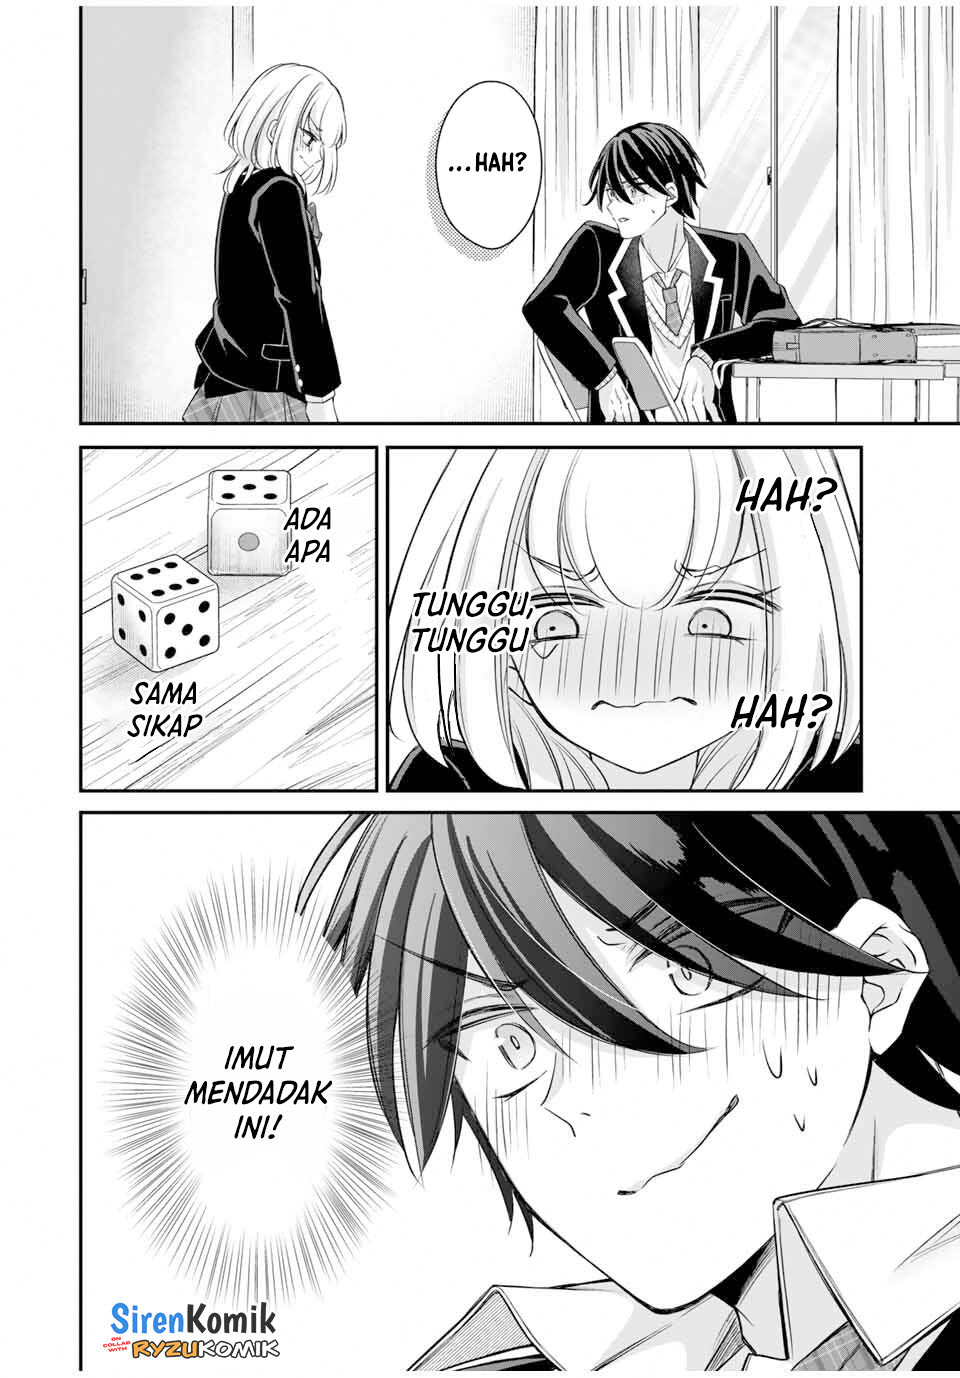 ...HAH?
HAH?
TUNGGU,
TUNGGU
HAH?
ADA
APA
SAMA
SIKAP
IMUT
MENDADAK
INI!
SirenKomik
ON
COLLAB
WITH
RYZUKOMIK